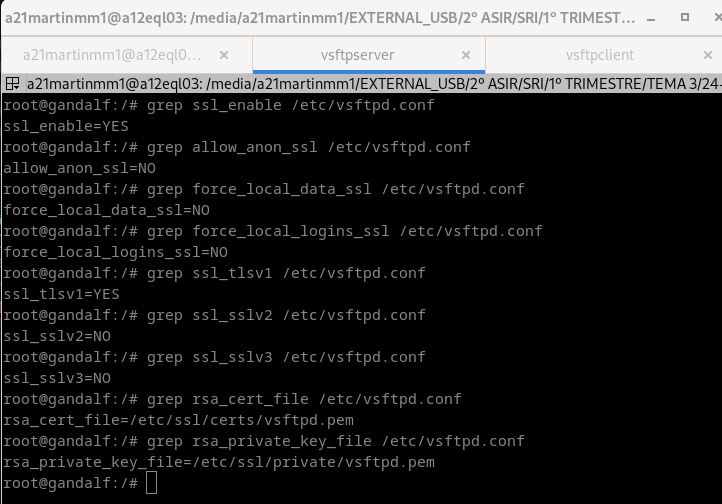 a21martinmm1@a12eql03: /media/a21martinmm1/EXTERNAL_USB/2º ASIR/SRI/1º TRIMEST…
a21martinmm1@a12eql0…
vsftpserver
vsftpclient
a21martinmm1@a12eql03: /media/a21martinmm1/EXTERNAL_USB/2º ASIR/SRI/1º TRIMESTRE/TEMA 3/24-
root@gandalf:/# grep ssl_enable /etc/vsftpd.conf
ssl_enable=YES
root@gandalf:/# grep allow_anon_ssl /etc/vsftpd.conf
allow_anon_ssl=NO
root@gandalf:/# grep force_local_data_ssl /etc/vsftpd.conf
force_local_data_ssl=NO
root@gandalf:/# grep force_local_logins_ssl /etc/vsftpd.conf
force_local_logins_ssl=NO
root@gandalf:/# grep ssl_tlsv1 /etc/vsftpd.conf
ssl_tlsv1=YES
root@gandalf:/# grep ssl_sslv2 /etc/vsftpd.conf
ssl_sslv2=NO
root@gandalf:/# grep ssl_sslv3 /etc/vsftpd.conf
ssl_sslv3=NO
root@gandalf:/# grep rsa_cert_file /etc/vsftpd.conf
rsa_cert_file=/etc/ssl/certs/vsftpd.pem
root@gandalf:/# grep rsa_private_key_file /etc/vsftpd.conf
rsa_private_key_file=/etc/ssl/private/vsftpd.pem
root@gandalf:/#